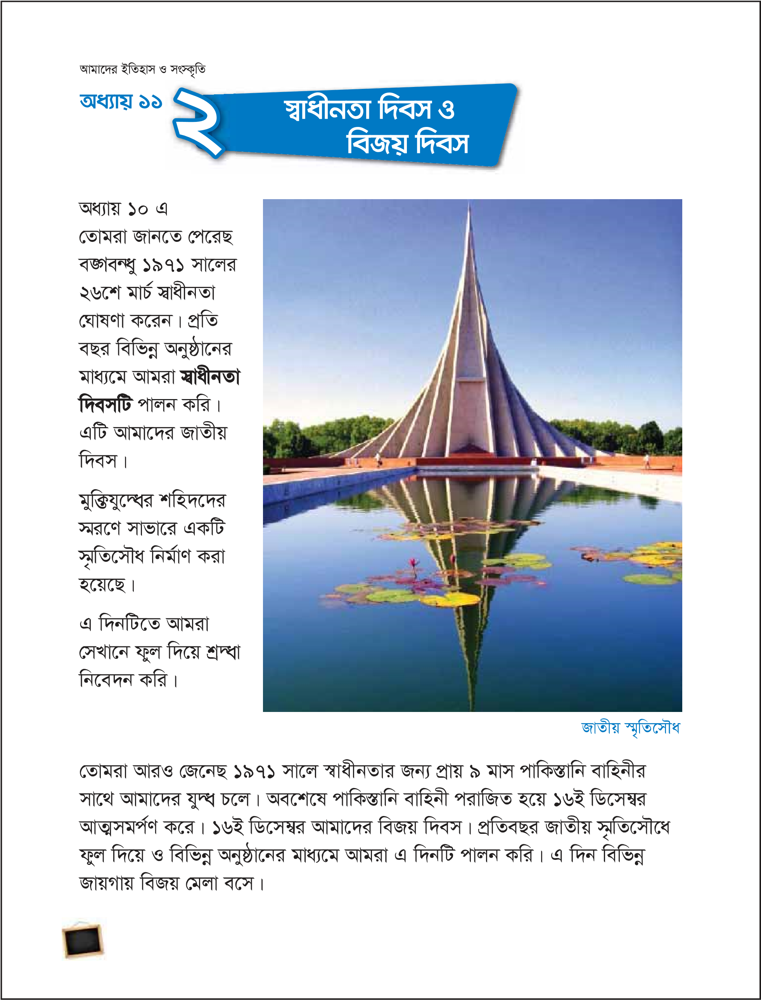 আমাদের ইতিহাস ও সংস্কৃতি
অধ্যায় ১১
২
স্বাধীনতা দিবস ও
বিজয় দিবস
অধ্যায় ১০ এ
তোমরা জানতে পেরেছ
বঙ্গবন্ধু ১৯৭১ সালের
২৬শে মার্চ স্বাধীনতা
ঘোষণা করেন। প্রতি
বছর বিভিন্ন অনুষ্ঠানের
মাধ্যমে আমরা স্বাধীনতা
দিবসটি পালন করি।
এটি আমাদের জাতীয়
দিবস।
মুক্তিযুদ্ধের শহিদদের
স্মরণে সাভারে একটি
স্মৃতিসৌধ নির্মাণ করা
হয়েছে।
এ দিনটিতে আমরা
সেখানে ফুল দিয়ে শ্রদ্ধা
নিবেদন করি।
জাতীয় স্মৃতিসৌধ
তোমরা আরও জেনেছ ১৯৭১ সালে স্বাধীনতার জন্য প্রায় ৯ মাস পাকিস্তানি বাহিনীর
সাথে আমাদের যুদ্ধ চলে। অবশেষে পাকিস্তানি বাহিনী পরাজিত হয়ে ১৬ই ডিসেম্বর
আত্মসমর্পণ করে। ১৬ই ডিসেম্বর আমাদের বিজয় দিবস। প্রতিবছর জাতীয় স্মৃতিসৌধে
ফুল দিয়ে ও বিভিন্ন অনুষ্ঠানের মাধ্যমে আমরা এ দিনটি পালন করি। এ দিন বিভিন্ন
জায়গায় বিজয় মেলা বসে।